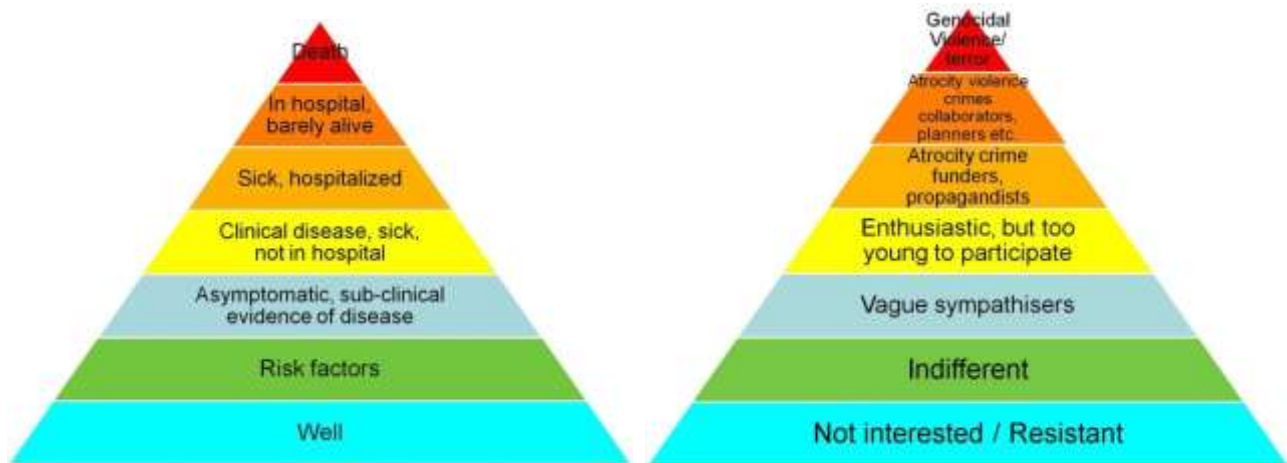 Death
In hospital,
barely alive
Sick, hospitalized
Clinical disease, sick,
not in hospital
Asymptomatic, sub-clinical
evidence of disease
Risk factors
Well
Genocidal
Violence/
terror
Atrocity violence
crimes
collaborators,
planners etc.
Atrocity crime
funders,
propagandists
Enthusiastic, but too
young to participate
Vague sympathisers
Indifferent
Not interested / Resistant